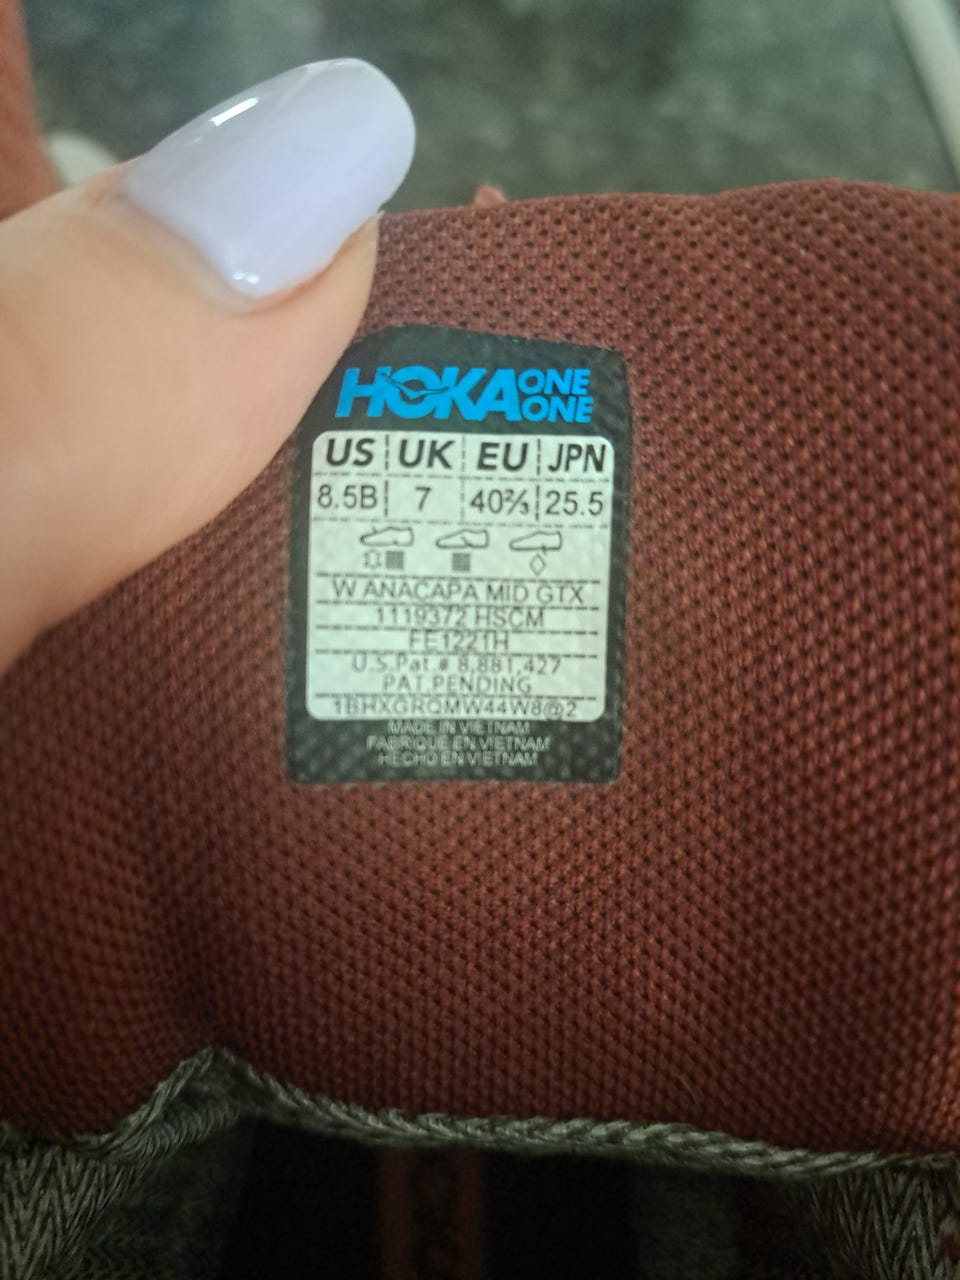 HOKA ONE ONE
US UK EU JPN
8.5B 7 40⅔ 25.5
W ANACAPA MID GTX
1119372 HSCM
FE1221H
U.S.Pat.# 8,881,427
PAT.PENDING
1BHXGRQMW44W8@2
MADE IN VIETNAM
FABRIQUE EN VIETNAM
HECHO EN VIETNAM